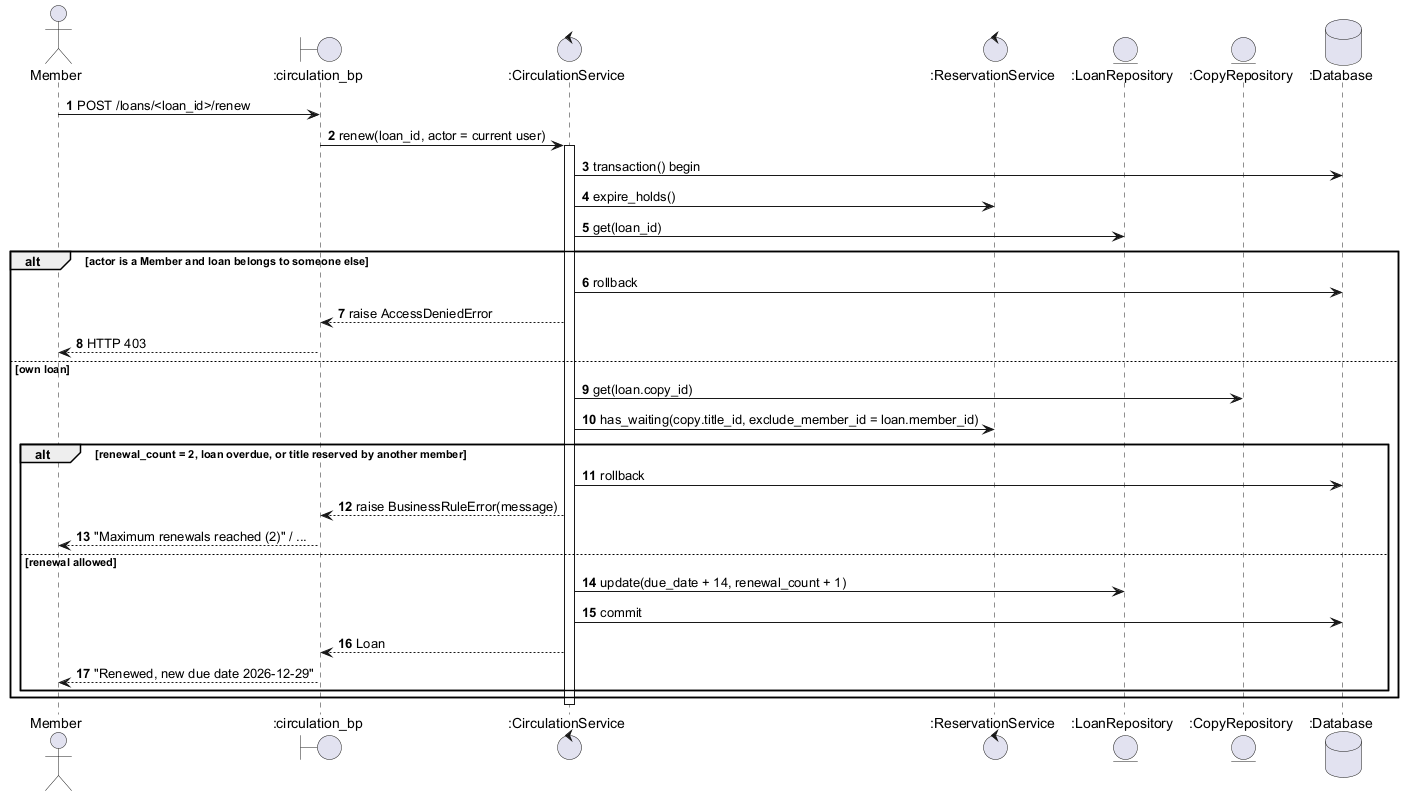 Member
:circulation_bp
:CirculationService
:ReservationService
:LoanRepository
:CopyRepository
:Database
1 POST /loans/<loan_id>/renew
2 renew(loan_id, actor = current user)
3 transaction() begin
4 expire_holds()
5 get(loan_id)
alt [actor is a Member and loan belongs to someone else]
6 rollback
7 raise AccessDeniedError
8 HTTP 403
[own loan]
9 get(loan.copy_id)
10 has_waiting(copy.title_id, exclude_member_id = loan.member_id)
alt [renewal_count = 2, loan overdue, or title reserved by another member]
11 rollback
12 raise BusinessRuleError(message)
13 "Maximum renewals reached (2)" / ...
[renewal allowed]
14 update(due_date + 14, renewal_count + 1)
15 commit
16 Loan
17 "Renewed, new due date 2026-12-29"
Member
:circulation_bp
:CirculationService
:ReservationService
:LoanRepository
:CopyRepository
:Database